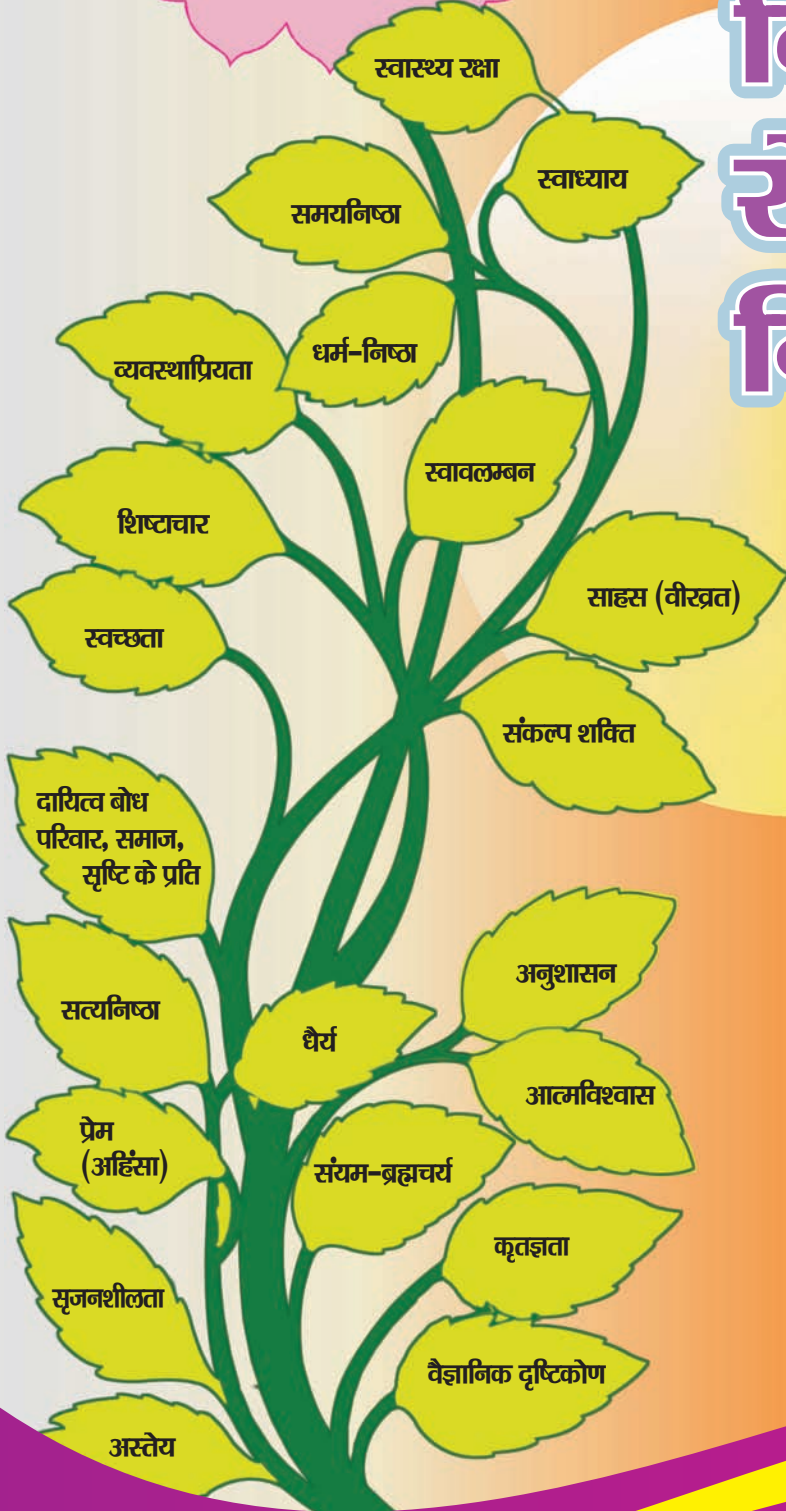 स्वास्थ्य रक्षा
स्वाध्याय
समयनिष्ठा
धर्म-निष्ठा
व्यवस्थाप्रियता
स्वावलम्बन
शिष्टाचार
साहस (वीरव्रत)
स्वच्छता
संकल्प शक्ति
दायित्व बोध
परिवार, समाज,
सृष्टि के प्रति
अनुशासन
सत्यनिष्ठा
धैर्य
आत्मविश्वास
प्रेम
(अहिंसा)
संयम-ब्रह्मचर्य
कृतज्ञता
सृजनशीलता
वैज्ञानिक दृष्टिकोण
अस्तेय